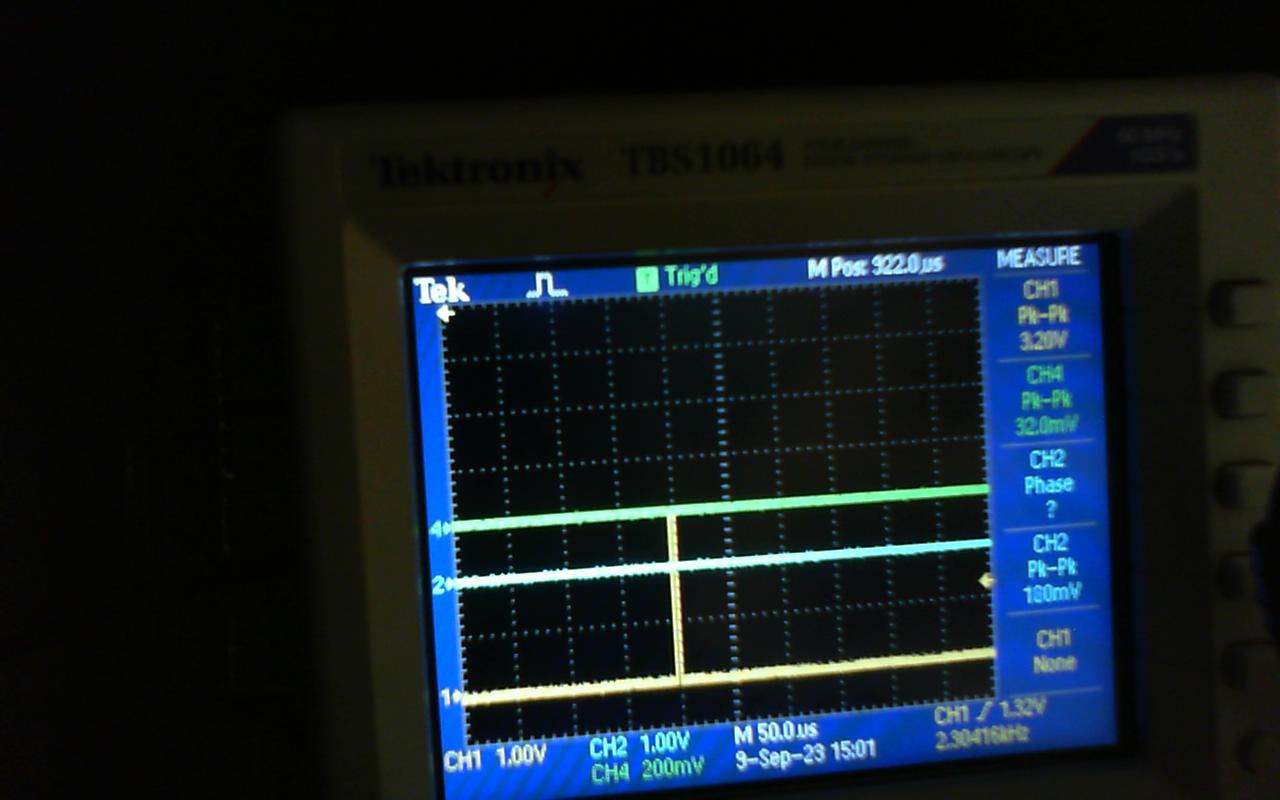 Tektronix TBS1064
Tek Trig'd M Pos: 322.0us MEASURE
CH1
Pk-Pk
3.20V
CH4
Pk-Pk
32.0mV
CH2
Phase
?
CH2
Pk-Pk
180mV
CH1
None
4
2
1
CH1 1.00V CH2 1.00V M 50.0us CH1 / 1.32V
CH4 200mV 9-Sep-23 15:01 2.30416kHz